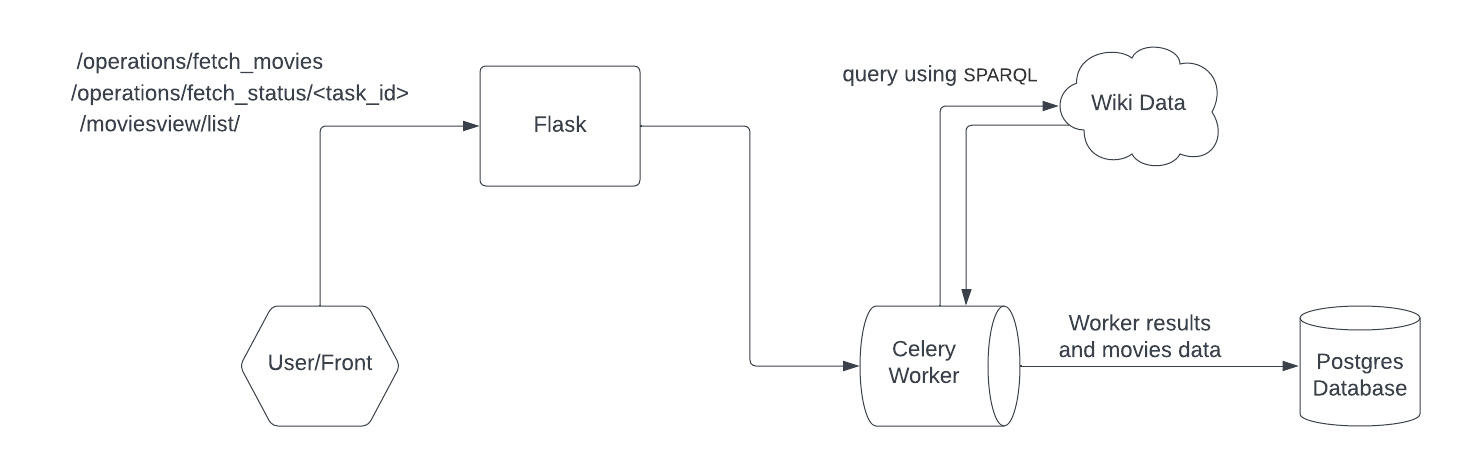 /operations/fetch_movies
/operations/fetch_status/<task_id>
/moviesview/list/
Flask
query using SPARQL
Wiki Data
User/Front
Celery
Worker
Worker results
and movies data
Postgres
Database